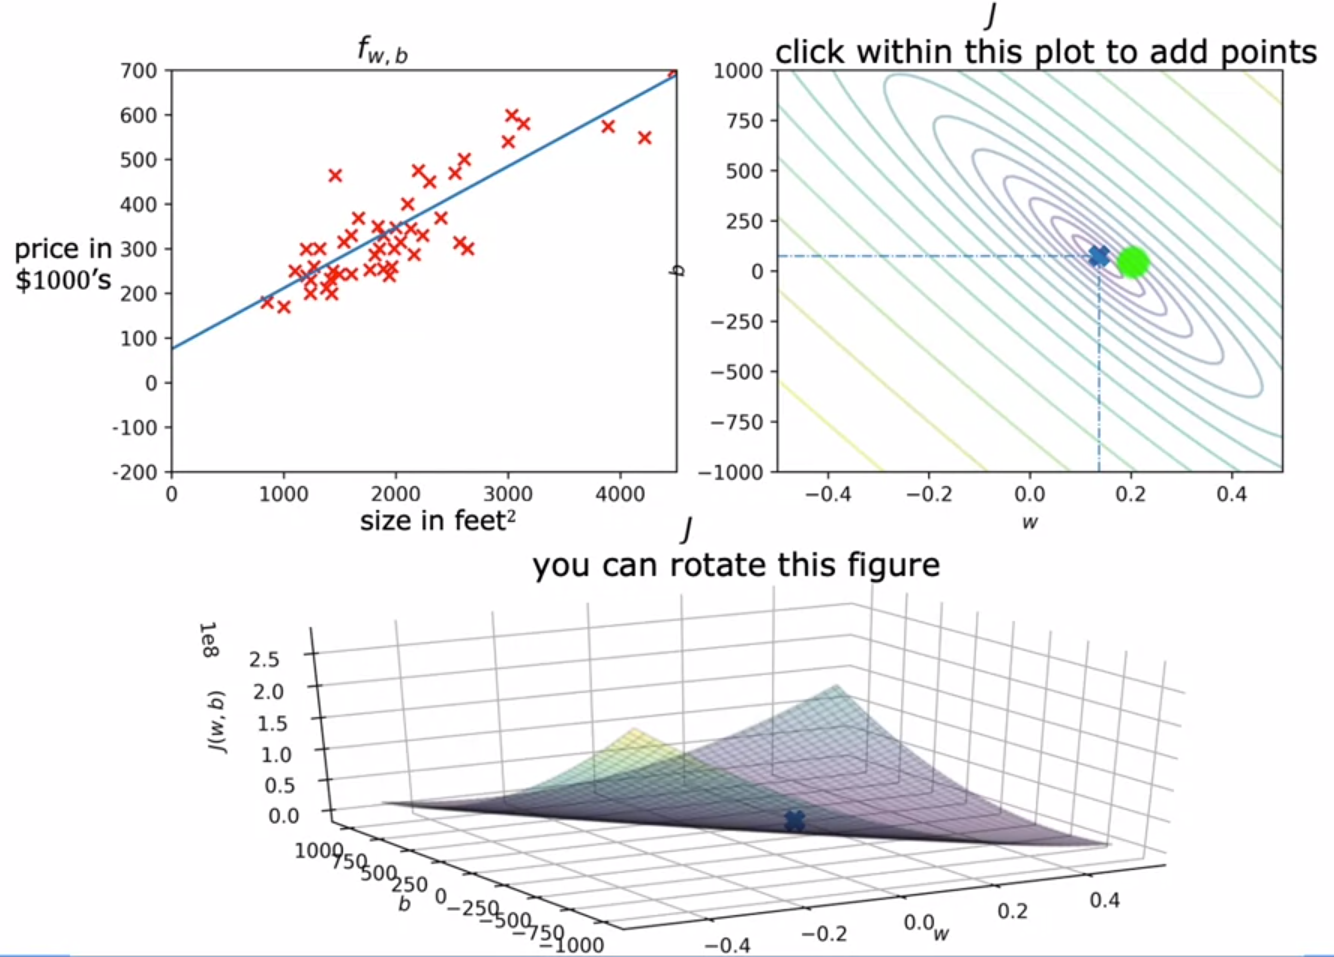 f w, b
700
600
500
400
300
200
100
0
-100
-200
price in
$1000's
0 1000 2000 3000 4000
size in feet²
J
click within this plot to add points
1000
750
500
250
0
−250
−500
−750
−1000
b
−0.4 −0.2 0.0 0.2 0.4
w
J
you can rotate this figure
1e8
J(w, b)
2.5
2.0
1.5
1.0
0.5
0.0
1000
750
500
250
0
−250
−500
−750
−1000
b
−0.4
−0.2
0.0
0.2
0.4
w